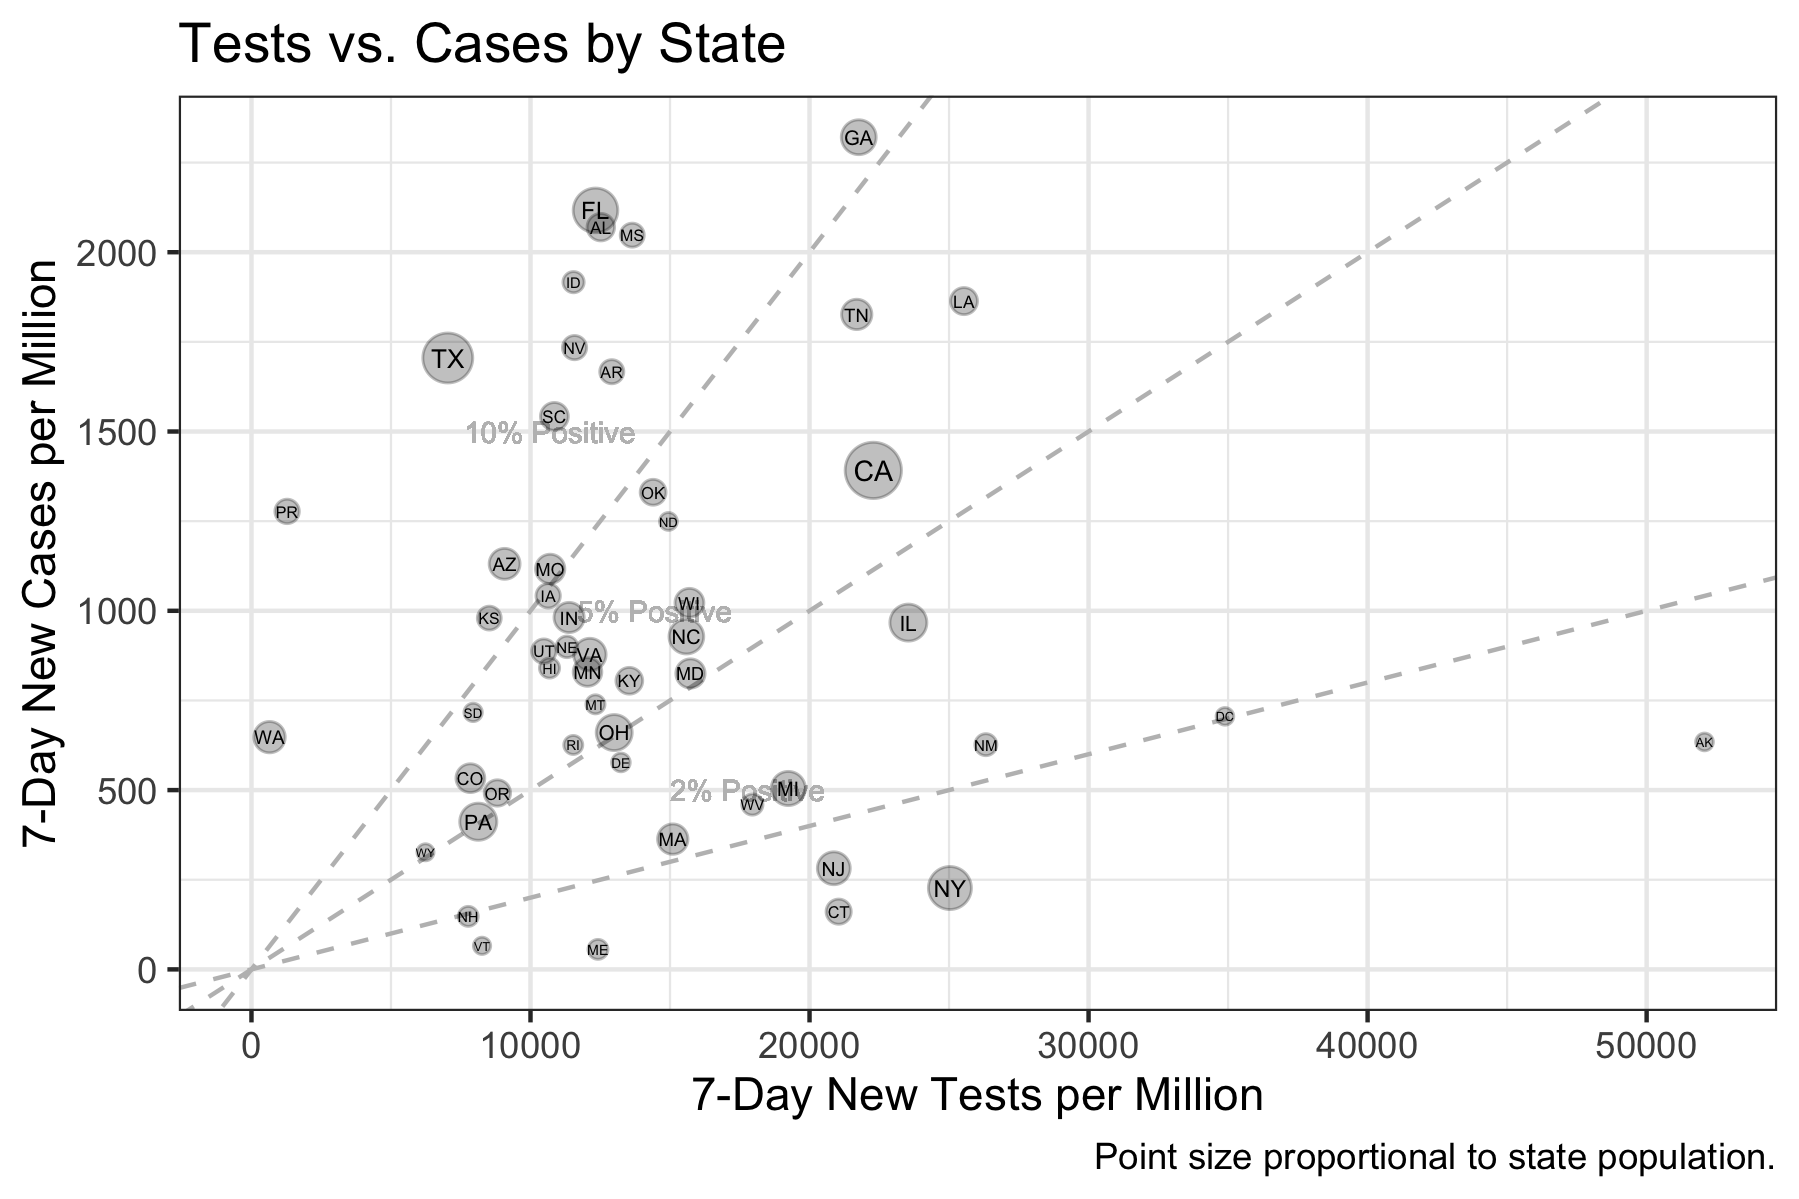 Tests vs. Cases by State
7-Day New Cases per Million
2000
1500
1000
500
0
GA
FL
AL
MS
ID
LA
TN
NV
TX
AR
SC
10% Positive
CA
OK
PR
ND
AZ
MO
IA
WI
5% Positive
KS
IN
IL
NC
UT
NE
VA
HI
MN
MD
KY
MT
SD
DC
WA
OH
RI
NM
AK
DE
CO
OR
2% Positive
MI
WV
PA
MA
WY
NJ
NY
NH
CT
VT
ME
0
10000
20000
30000
40000
50000
7-Day New Tests per Million
Point size proportional to state population.